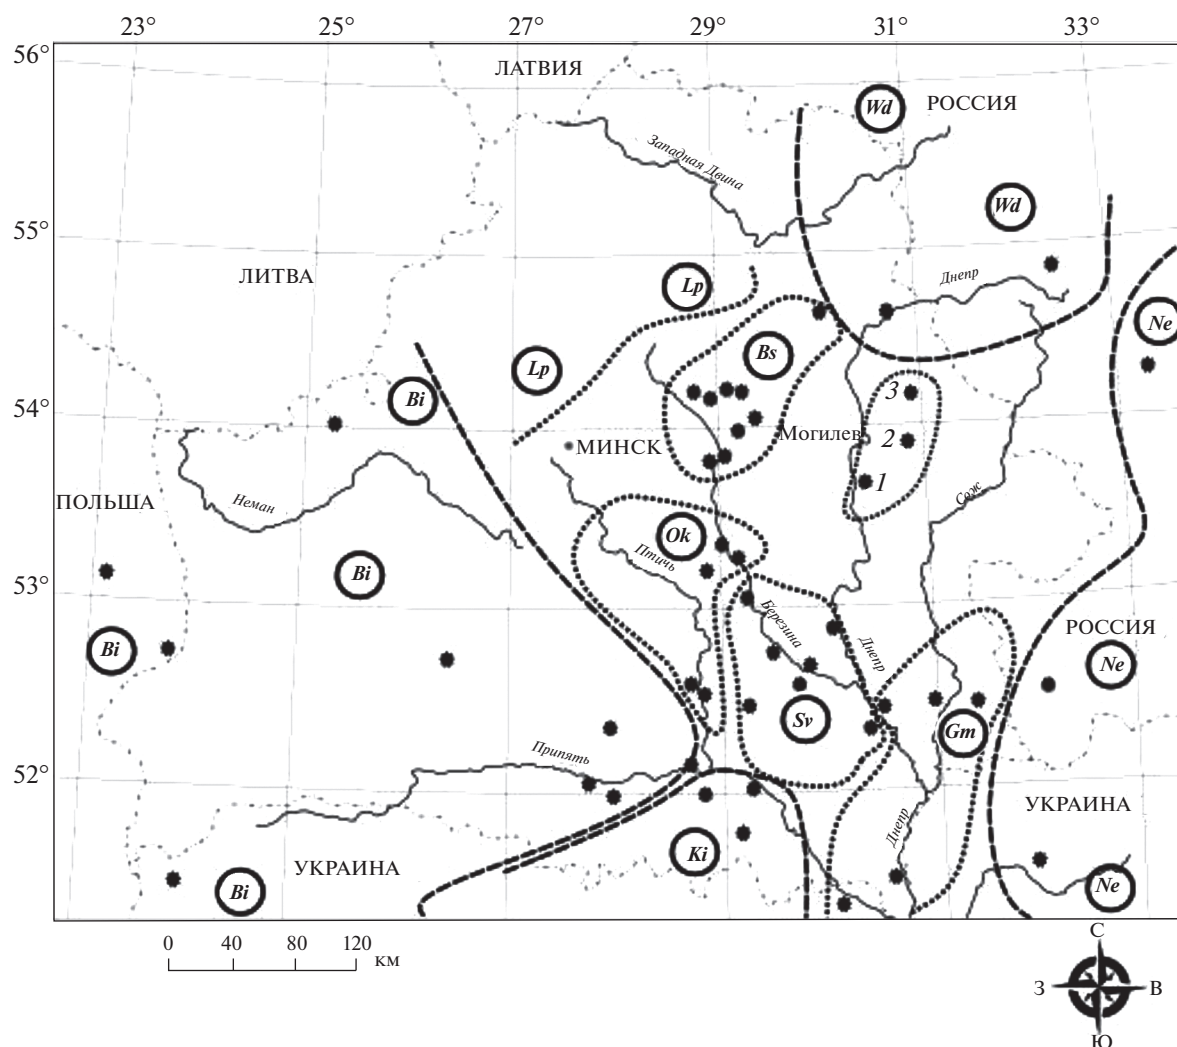 23° 25° 27° 29° 31° 33°
56°
ЛАТВИЯ
Wd
РОССИЯ
Западная Двина
Wd
55°
ЛИТВА
Lp
Днепр
Ne
Bs
Lp
Bi
3
54°
Могилев
2
МИНСК
1
ПОЛЬША
Неман
Сож
Ok
Птичь
Bi
53°
Березина
РОССИЯ
Bi
Днепр
Ne
Sv
Gm
Припять
52°
УКРАИНА
Днепр
Ki
УКРАИНА
Bi
Ne
0 40 80 120
км
С
З В
Ю